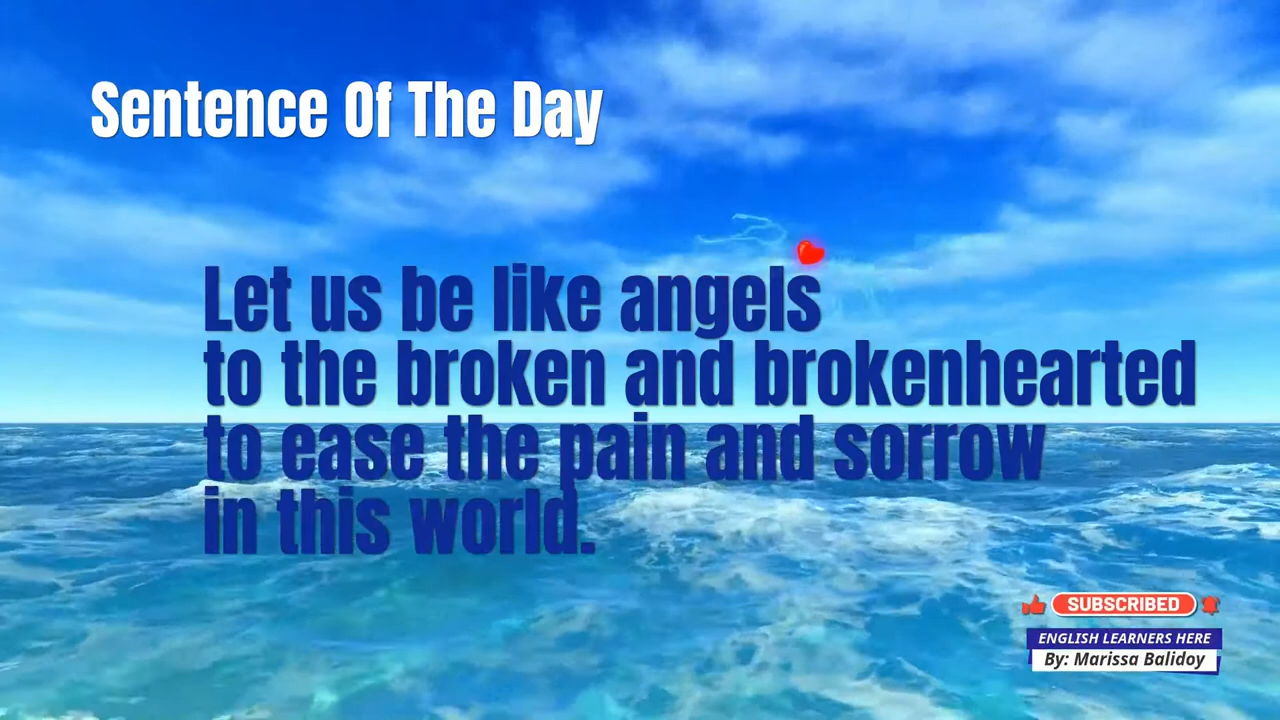 Sentence Of The Day
Let us be like angels
to the broken and brokenhearted
to ease the pain and sorrow
in this world.
SUBSCRIBED
ENGLISH LEARNERS HERE
By: Marissa Balidoy